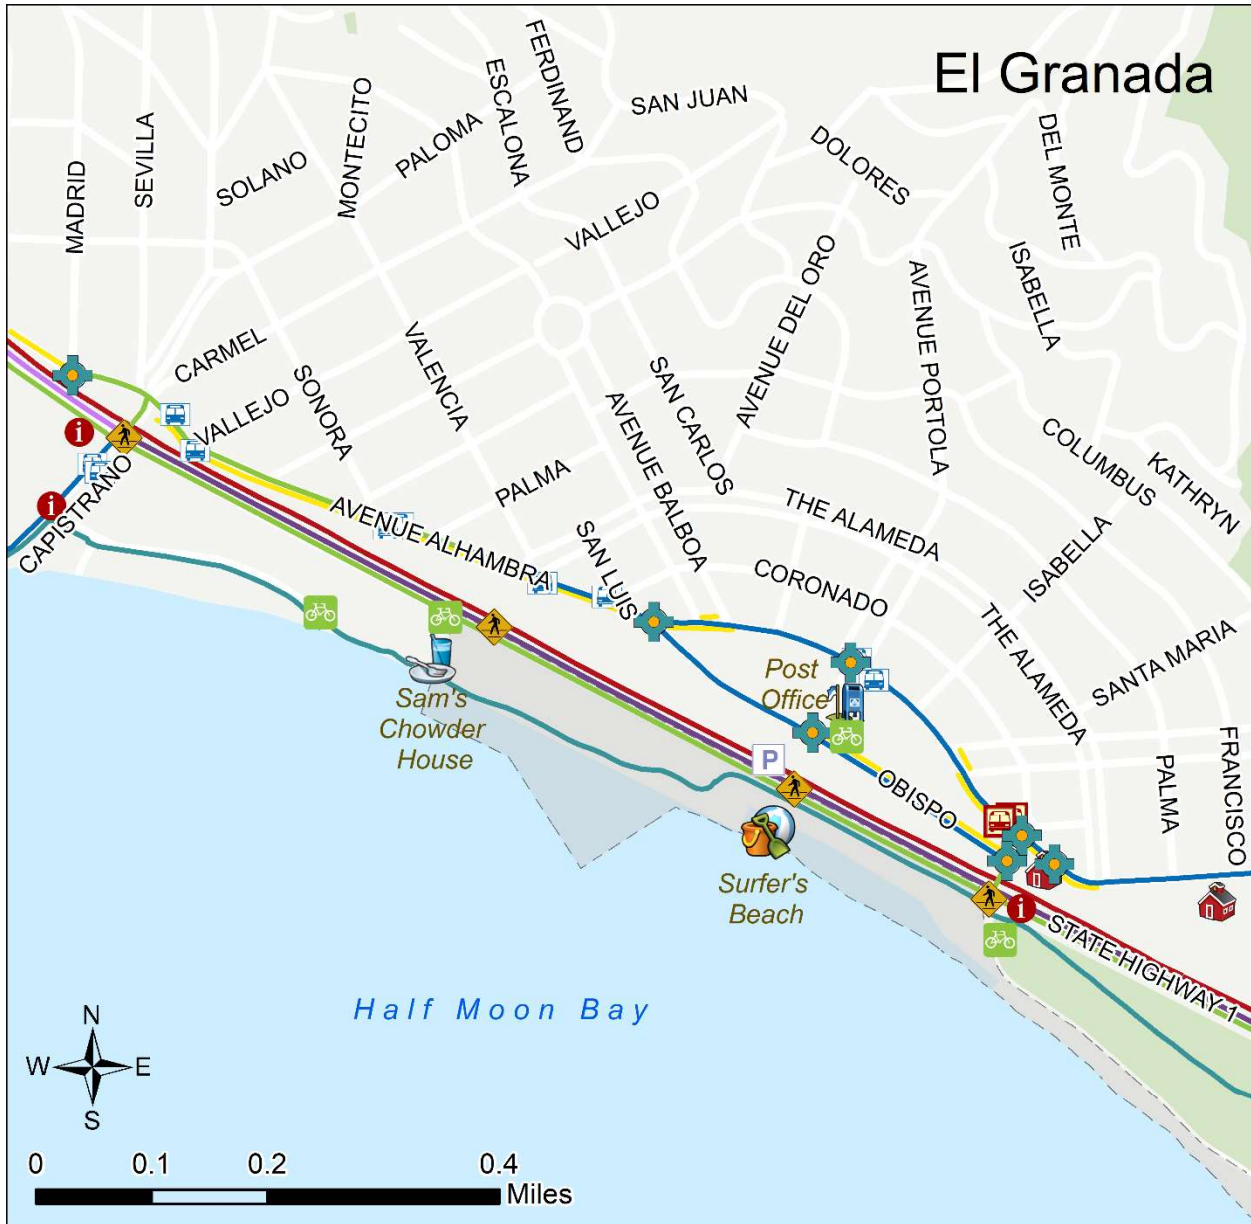 El Granada
FERDINAND
ESCALONA
SAN JUAN
MONTECITO
PALOMA
DOLORES
DEL MONTE
SEVILLA
MADRID
SOLANO
VALLEJO
AVENUE DEL ORO
AVENUE PORTOLA
ISABELLA
CARMEL
VALENCIA
SONORA
SAN CARLOS
AVENUE BALBOA
VALLEJO
COLUMBUS
KATHRYN
CAPISTRANO
PALMA
AVENUE ALHAMBRA
SAN LUIS
THE ALAMEDA
ISABELLA
CORONADO
THE ALAMEDA
SANTA MARIA
Post
Office
Sam's
Chowder
House
P
OBISPO
PALMA
FRANCISCO
Surfer's
Beach
STATE HIGHWAY 1
Half Moon Bay
N
W E
S
0 0.1 0.2 0.4
Miles
i
i
i